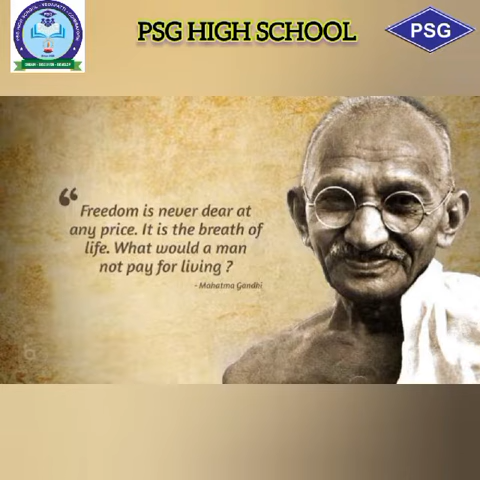 PSG HIGH SCHOOL
PSG
“ Freedom is never dear at
any price. It is the breath of
life. What would a man
not pay for living ?
- Mahatma Gandhi